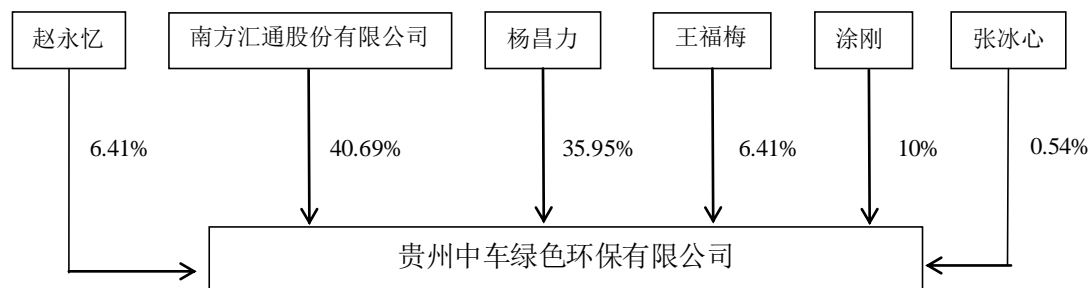 赵永忆
南方汇通股份有限公司
杨昌力
王福梅
涂刚
张冰心
6.41%
40.69%
35.95%
6.41%
10%
0.54%
贵州中车绿色环保有限公司